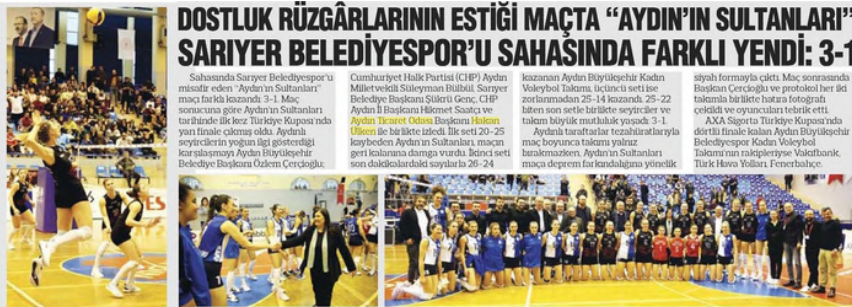 DOSTLUK RÜZGÂRLARININ ESTİĞİ MAÇTA “AYDIN’IN SULTANLARI”
SARIYER BELEDİYESPOR’U SAHASINDA FARKLI YENDİ: 3-1
Sahasında Sarıyer Belediyespor’u
misafir eden “Aydın’ın Sultanları”
maçı farkla kazandı: 3-1. Maç
sonucuna göre Aydın’ın Sultanları
tarihinde ilk kez Türkiye Kupası’nda
yarı finale çıkmış oldu. Aydınlı
seyircilerin yoğun ilgi gösterdiği
karşılaşmayı Aydın Büyükşehir
Belediye Başkanı Özlem Çerçioğlu;
Cumhuriyet Halk Partisi (CHP) Aydın
Milletvekili Süleyman Bülbül, Sarıyer
Belediye Başkanı Şükrü Genç, CHP
Aydın İl Başkanı Hikmet Saatçı ve
Aydın Ticaret Odası Başkanı Hakan
Ülken ile birlikte izledi. İlk seti 20-25
kaybeden Aydın’ın Sultanları, maçın
geri kalanına damga vurdu. İkinci seti
son dakikalardaki sayılarla 26-24
kazanan Aydın Büyükşehir Kadın
Voleybol Takımı, üçüncü seti ise
zorlanmadan 25-14 kazandı. 25-22
biten son setle birlikte seyirciler ve
takım büyük mutluluk yaşadı: 3-1.
Aydınlı taraftarlar tezahüratlarıyla
maç boyunca takımı yalnız
bırakmazken, Aydın’ın Sultanları
maça deprem farkındalığına yönelik
siyah formayla çıktı. Maç sonrasında
Başkan Çerçioğlu ve protokol her iki
takımla birlikte hatıra fotoğrafı
çekildi ve oyuncuları tebrik etti.
AXA Sigorta Türkiye Kupası’nda
dörtlü finale kalan Aydın Büyükşehir
Belediyespor Kadın Voleybol
Takımı’nın rakipleriyse Vakıfbank,
Türk Hava Yolları, Fenerbahçe.